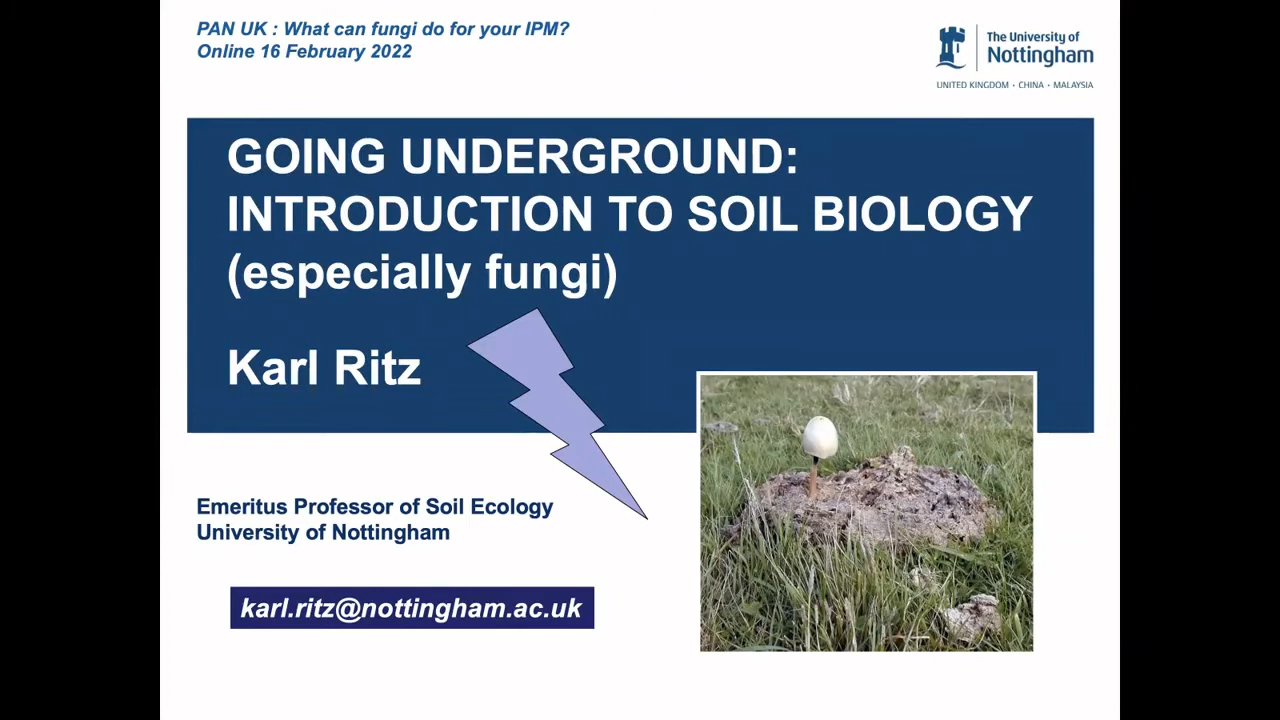 PAN UK : What can fungi do for your IPM?
Online 16 February 2022
The University of
Nottingham
UNITED KINGDOM · CHINA · MALAYSIA
GOING UNDERGROUND:
INTRODUCTION TO SOIL BIOLOGY
(especially fungi)
Karl Ritz
Emeritus Professor of Soil Ecology
University of Nottingham
karl.ritz@nottingham.ac.uk